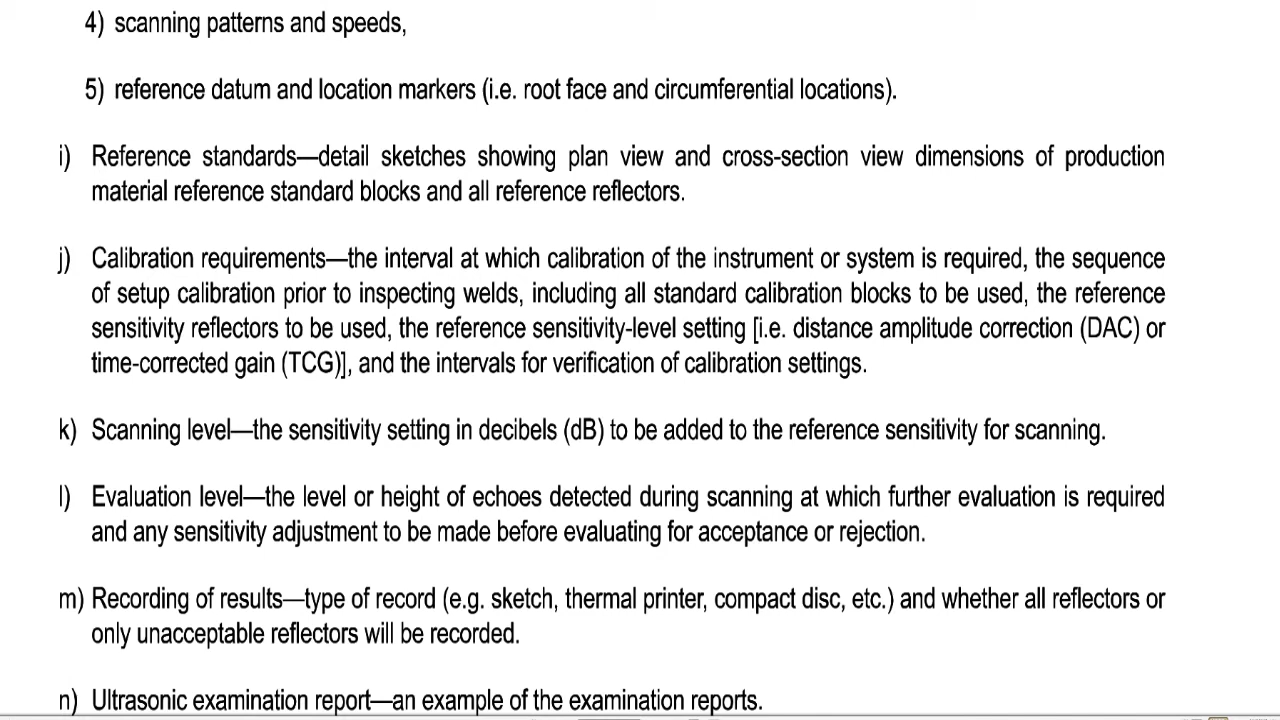 4) scanning patterns and speeds,
5) reference datum and location markers (i.e. root face and circumferential locations).
i) Reference standards—detail sketches showing plan view and cross-section view dimensions of production
material reference standard blocks and all reference reflectors.
j) Calibration requirements—the interval at which calibration of the instrument or system is required, the sequence
of setup calibration prior to inspecting welds, including all standard calibration blocks to be used, the reference
sensitivity reflectors to be used, the reference sensitivity-level setting [i.e. distance amplitude correction (DAC) or
time-corrected gain (TCG)], and the intervals for verification of calibration settings.
k) Scanning level—the sensitivity setting in decibels (dB) to be added to the reference sensitivity for scanning.
l) Evaluation level—the level or height of echoes detected during scanning at which further evaluation is required
and any sensitivity adjustment to be made before evaluating for acceptance or rejection.
m) Recording of results—type of record (e.g. sketch, thermal printer, compact disc, etc.) and whether all reflectors or
only unacceptable reflectors will be recorded.
n) Ultrasonic examination report—an example of the examination reports.